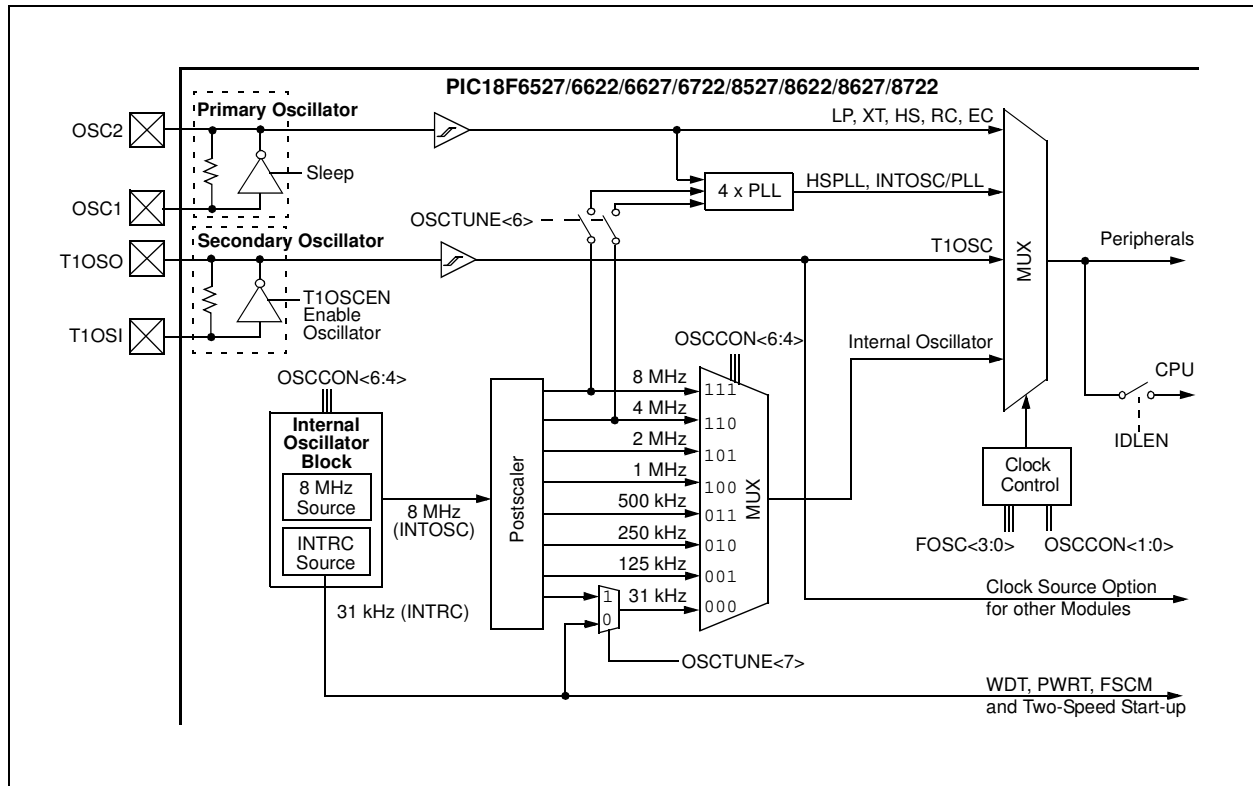 PIC18F6527/6622/6627/6722/8527/8622/8627/8722
Primary Oscillator
OSC2
Sleep
OSC1
LP, XT, HS, RC, EC
4 x PLL
HSPLL, INTOSC/PLL
OSCTUNE<6>
Secondary Oscillator
T1OSO
T1OSC
T1OSCEN
Enable
Oscillator
T1OSI
MUX
Peripherals
Internal Oscillator
CPU
IDLEN
Clock
Control
FOSC<3:0>
OSCCON<1:0>
OSCCON<6:4>
Internal
Oscillator
Block
8 MHz
Source
INTRC
Source
8 MHz
(INTOSC)
31 kHz (INTRC)
Postscaler
OSCCON<6:4>
8 MHz
111
4 MHz
110
2 MHz
101
1 MHz
100
500 kHz
011
250 kHz
010
125 kHz
001
31 kHz
000
MUX
1
0
OSCTUNE<7>
Clock Source Option
for other Modules
WDT, PWRT, FSCM
and Two-Speed Start-up